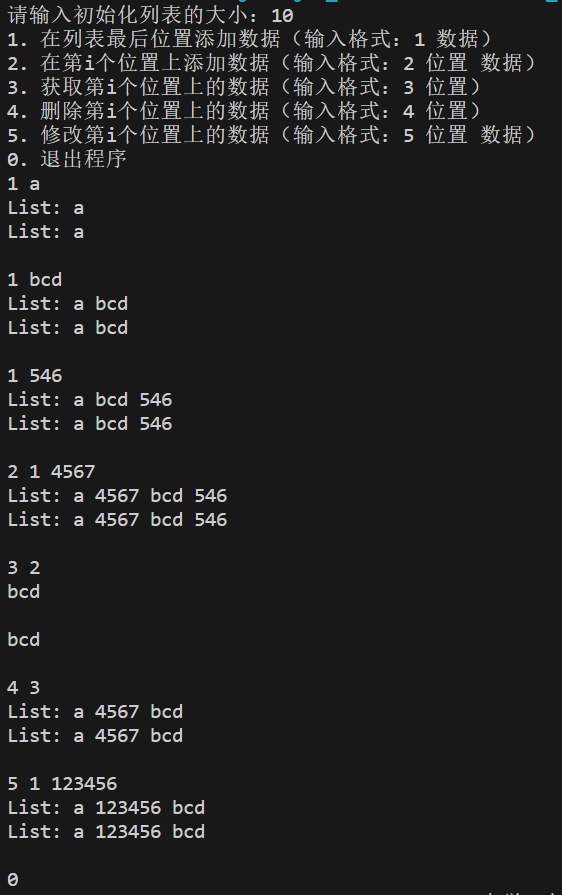 请输入初始化列表的大小: 10
1. 在列表最后位置添加数据（输入格式: 1 数据）
2. 在第i个位置上添加数据（输入格式: 2 位置 数据）
3. 获取第i个位置上的数据（输入格式: 3 位置）
4. 删除第i个位置上的数据（输入格式: 4 位置）
5. 修改第i个位置上的数据（输入格式: 5 位置 数据）
0. 退出程序
1 a
List: a
List: a
1 bcd
List: a bcd
List: a bcd
1 546
List: a bcd 546
List: a bcd 546
2 1 4567
List: a 4567 bcd 546
List: a 4567 bcd 546
3 2
bcd
bcd
4 3
List: a 4567 bcd
List: a 4567 bcd
5 1 123456
List: a 123456 bcd
List: a 123456 bcd
0